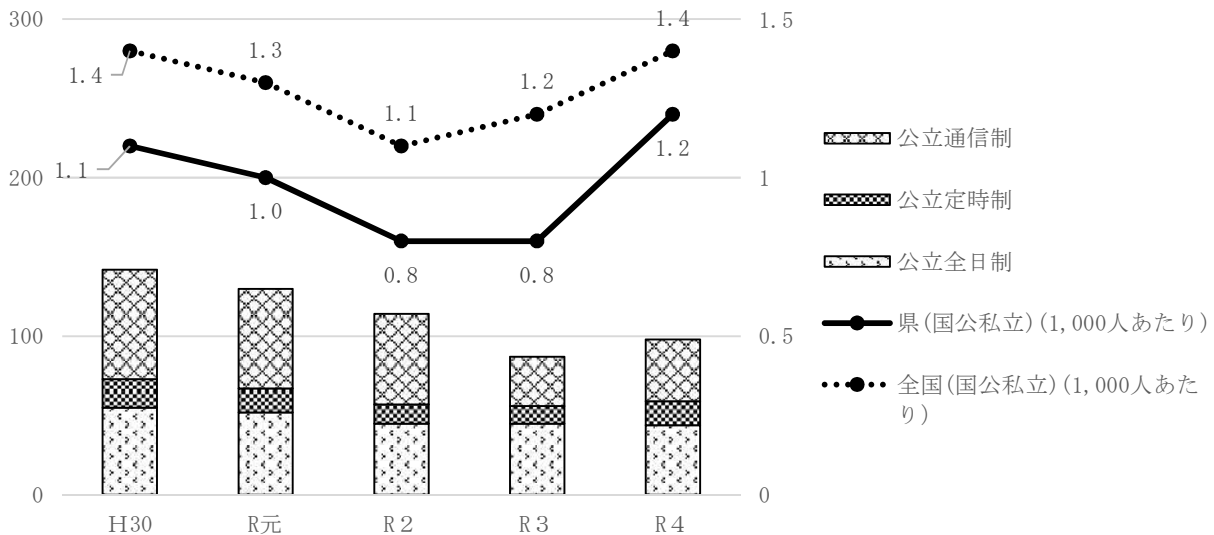 300
200
100
0
1.5
1
0.5
0
1.4
1.3
1.1
1.2
1.4
1.1
1.0
0.8
0.8
1.2
H30
R元
R２
R３
R４
公立通信制
公立定時制
公立全日制
県(国公私立)(1,000人あたり)
全国(国公私立)(1,000人あた
り)